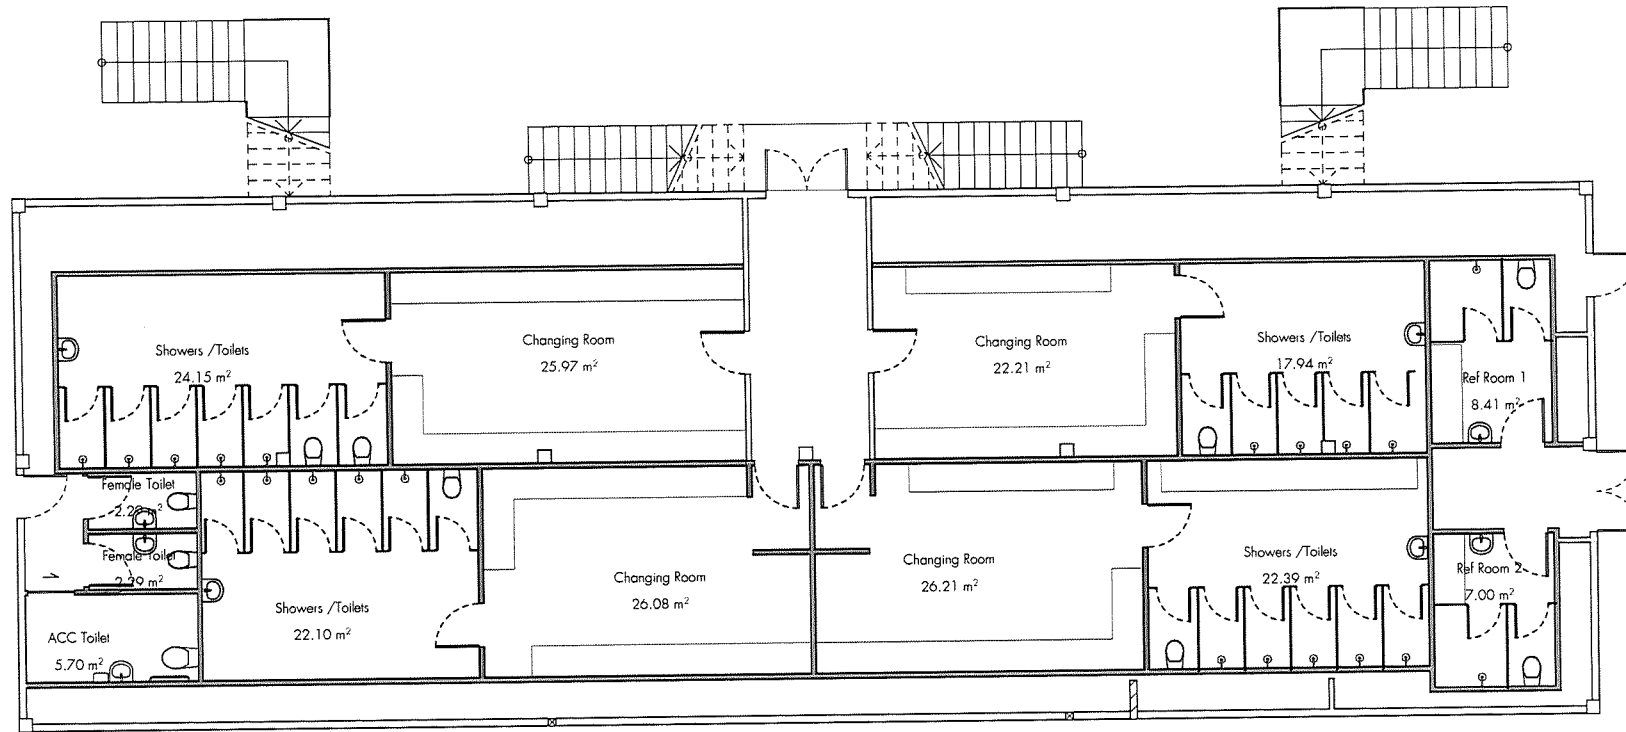 Showers /Toilets
24.15 m²
Changing Room
25.97 m²
Changing Room
22.21 m²
Showers /Toilets
17.94 m²
Ref Room 1
8.41 m²
Female Toilet
Female Toilet
2.29 m²
ACC Toilet
5.70 m²
Showers /Toilets
22.10 m²
Changing Room
26.08 m²
Changing Room
26.21 m²
Showers /Toilets
22.39 m²
Ref Room 2
7.00 m²